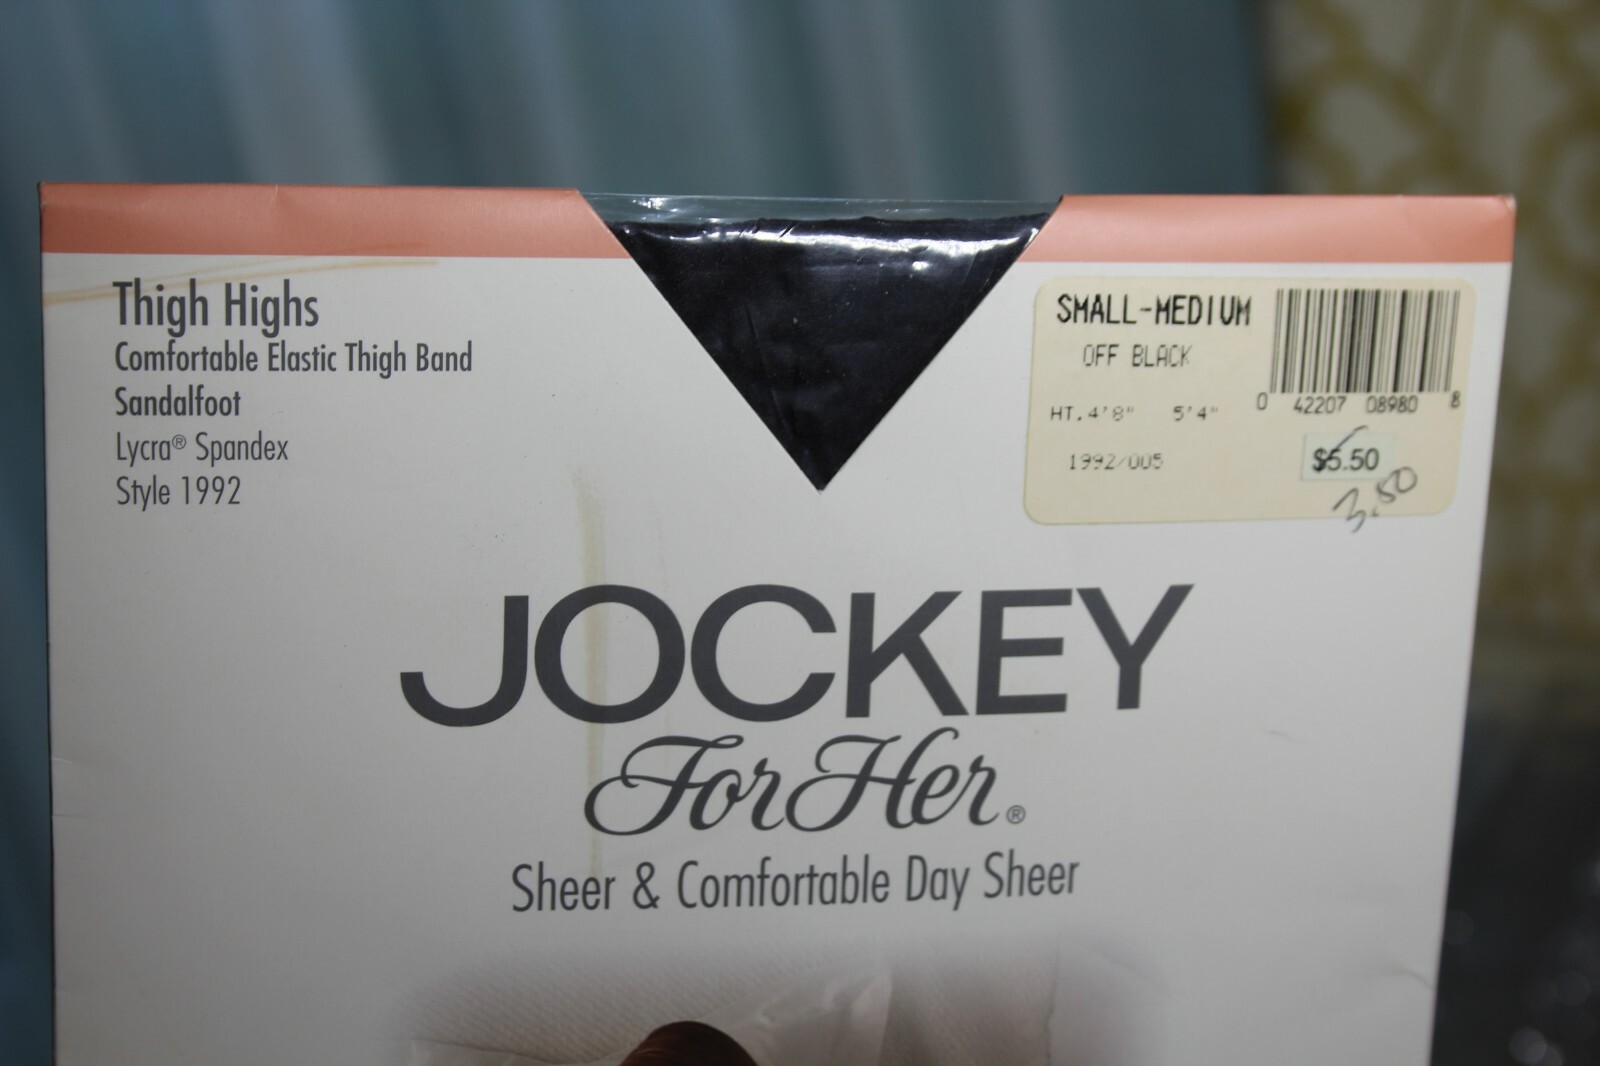 Thigh Highs
Comfortable Elastic Thigh Band
Sandalfoot
Lycra® Spandex
Style 1992
SMALL-MEDIUM
OFF BLACK
HT. 4'8" 5'4"
0 42207 08980 8
1992/005
$5.50
3.50
JOCKEY
For Her®
Sheer & Comfortable Day Sheer